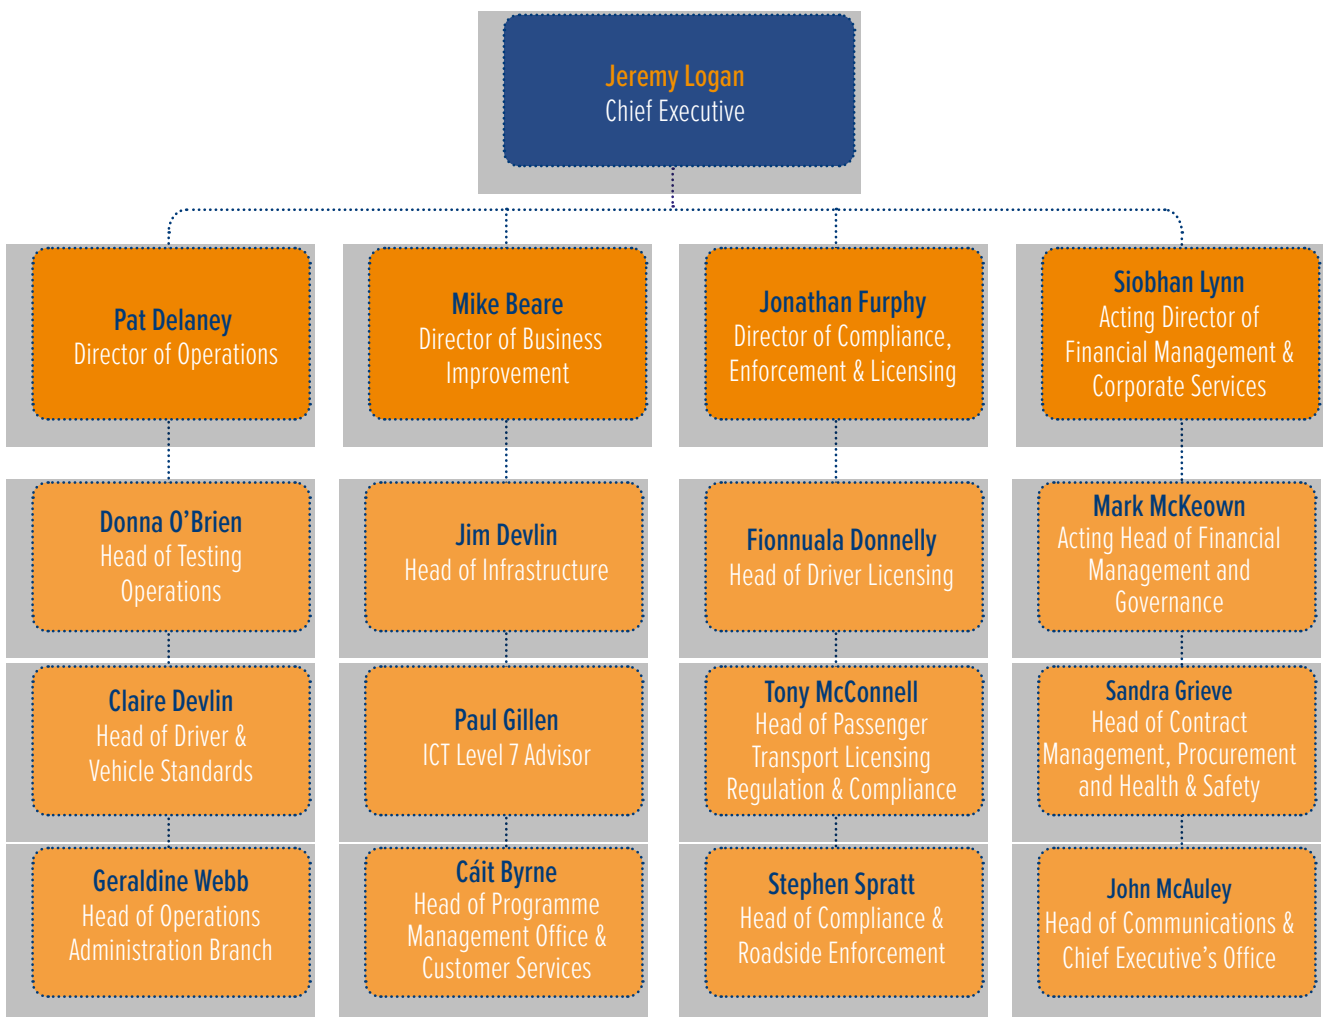 Jeremy Logan
Chief Executive
Pat Delaney
Director of Operations
Mike Beare
Director of Business
Improvement
Jonathan Furphy
Director of Compliance,
Enforcement & Licensing
Siobhan Lynn
Acting Director of
Financial Management &
Corporate Services
Donna O’Brien
Head of Testing
Operations
Jim Devlin
Head of Infrastructure
Fionnuala Donnelly
Head of Driver Licensing
Mark McKeown
Acting Head of Financial
Management and
Governance
Claire Devlin
Head of Driver &
Vehicle Standards
Paul Gillen
ICT Level 7 Advisor
Tony McConnell
Head of Passenger
Transport Licensing
Regulation & Compliance
Sandra Grieve
Head of Contract
Management, Procurement
and Health & Safety
Geraldine Webb
Head of Operations
Administration Branch
Cáit Byrne
Head of Programme
Management Office &
Customer Services
Stephen Spratt
Head of Compliance &
Roadside Enforcement
John McAuley
Head of Communications &
Chief Executive’s Office